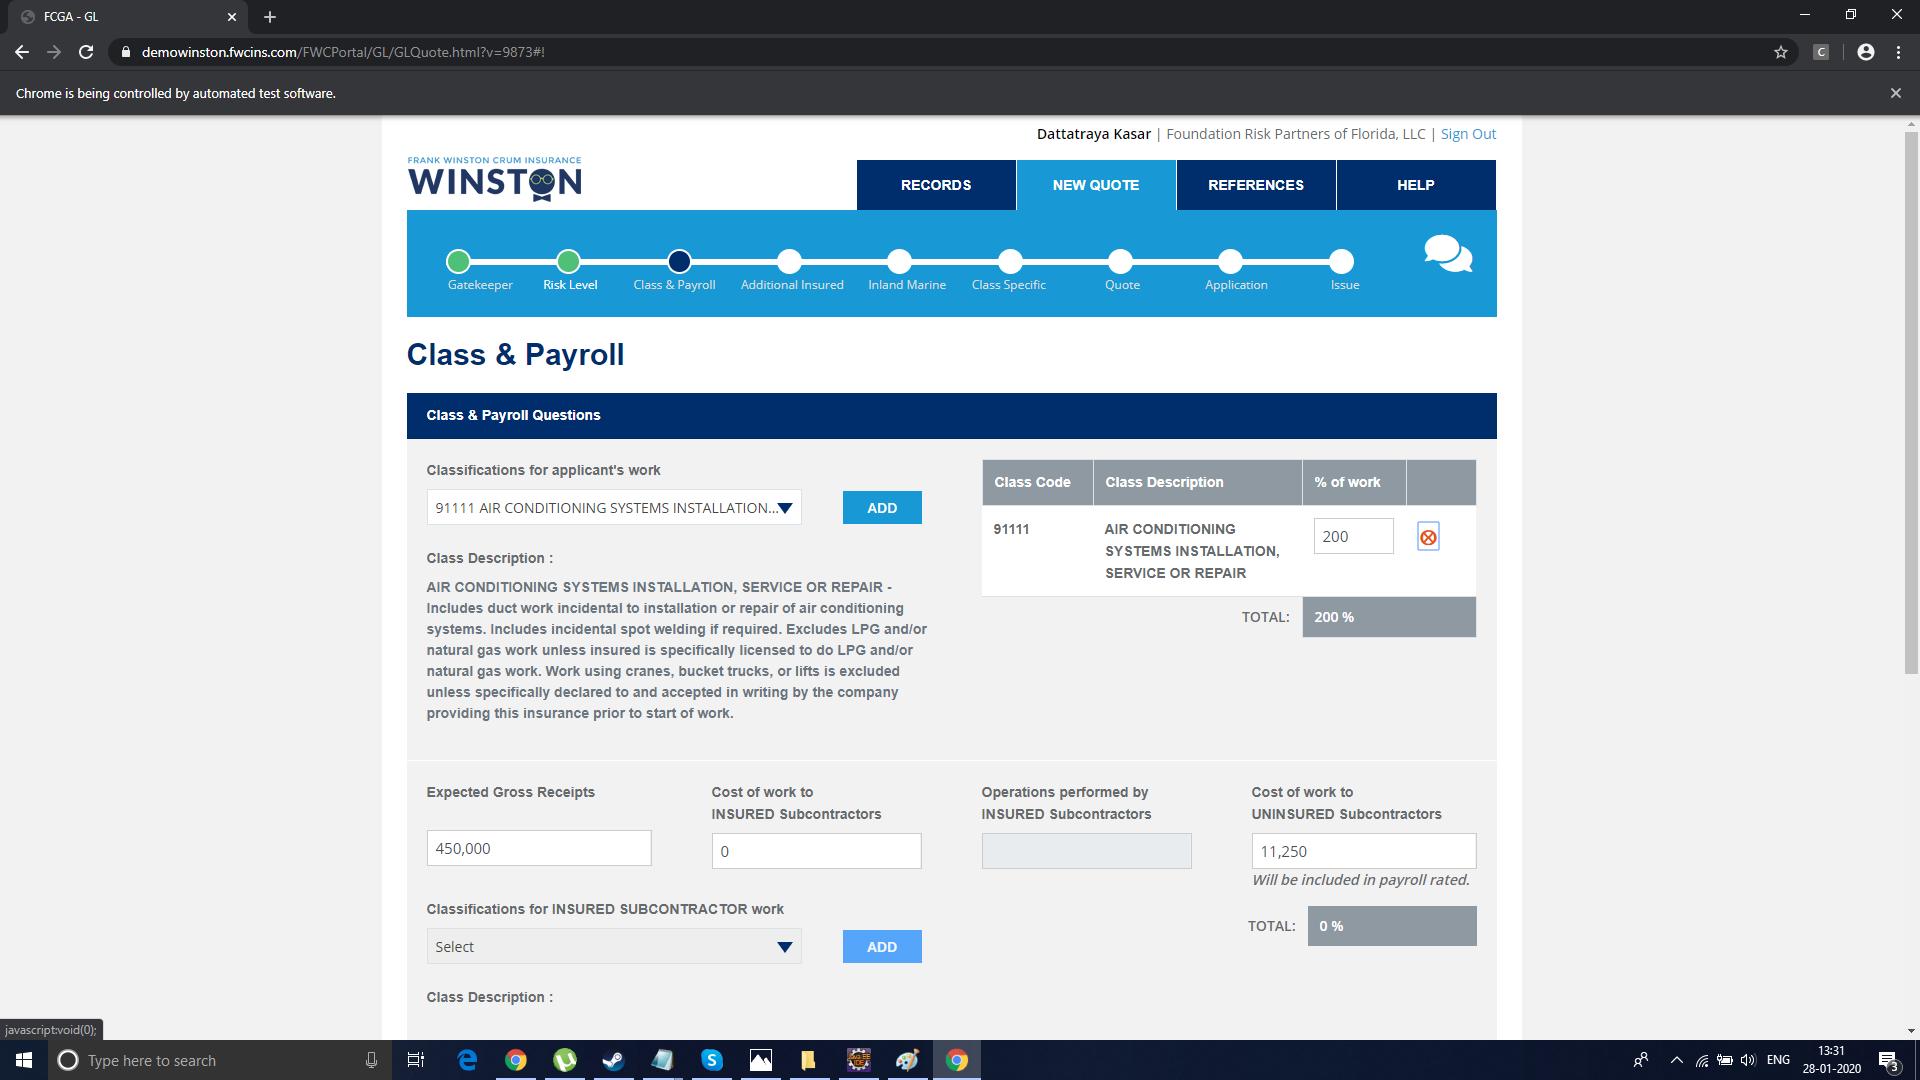 FCGA - GL
demowinston.fwcins.com/FWCPortal/GL/GLQuote.html?v=9873#!
C
Chrome is being controlled by automated test software.
Dattatraya Kasar | Foundation Risk Partners of Florida, LLC | Sign Out
FRANK WINSTON CRUM INSURANCE
WINSTON
RECORDS
NEW QUOTE
REFERENCES
HELP
Gatekeeper
Risk Level
Class & Payroll
Additional Insured
Inland Marine
Class Specific
Quote
Application
Issue
Class & Payroll
Class & Payroll Questions
Classifications for applicant's work
91111 AIR CONDITIONING SYSTEMS INSTALLATION...
ADD
Class Description :
AIR CONDITIONING SYSTEMS INSTALLATION, SERVICE OR REPAIR -
Includes duct work incidental to installation or repair of air conditioning
systems. Includes incidental spot welding if required. Excludes LPG and/or
natural gas work unless insured is specifically licensed to do LPG and/or
natural gas work. Work using cranes, bucket trucks, or lifts is excluded
unless specifically declared to and accepted in writing by the company
providing this insurance prior to start of work.
Class Code
Class Description
% of work
91111
AIR CONDITIONING
SYSTEMS INSTALLATION,
SERVICE OR REPAIR
200
TOTAL:
200 %
Expected Gross Receipts
450,000
Cost of work to
INSURED Subcontractors
0
Operations performed by
INSURED Subcontractors
Cost of work to
UNINSURED Subcontractors
11,250
Will be included in payroll rated.
Classifications for INSURED SUBCONTRACTOR work
Select
ADD
TOTAL:
0 %
Class Description :
javascript:void(0);
Type here to search
ENG
13:31
28-01-2020
3